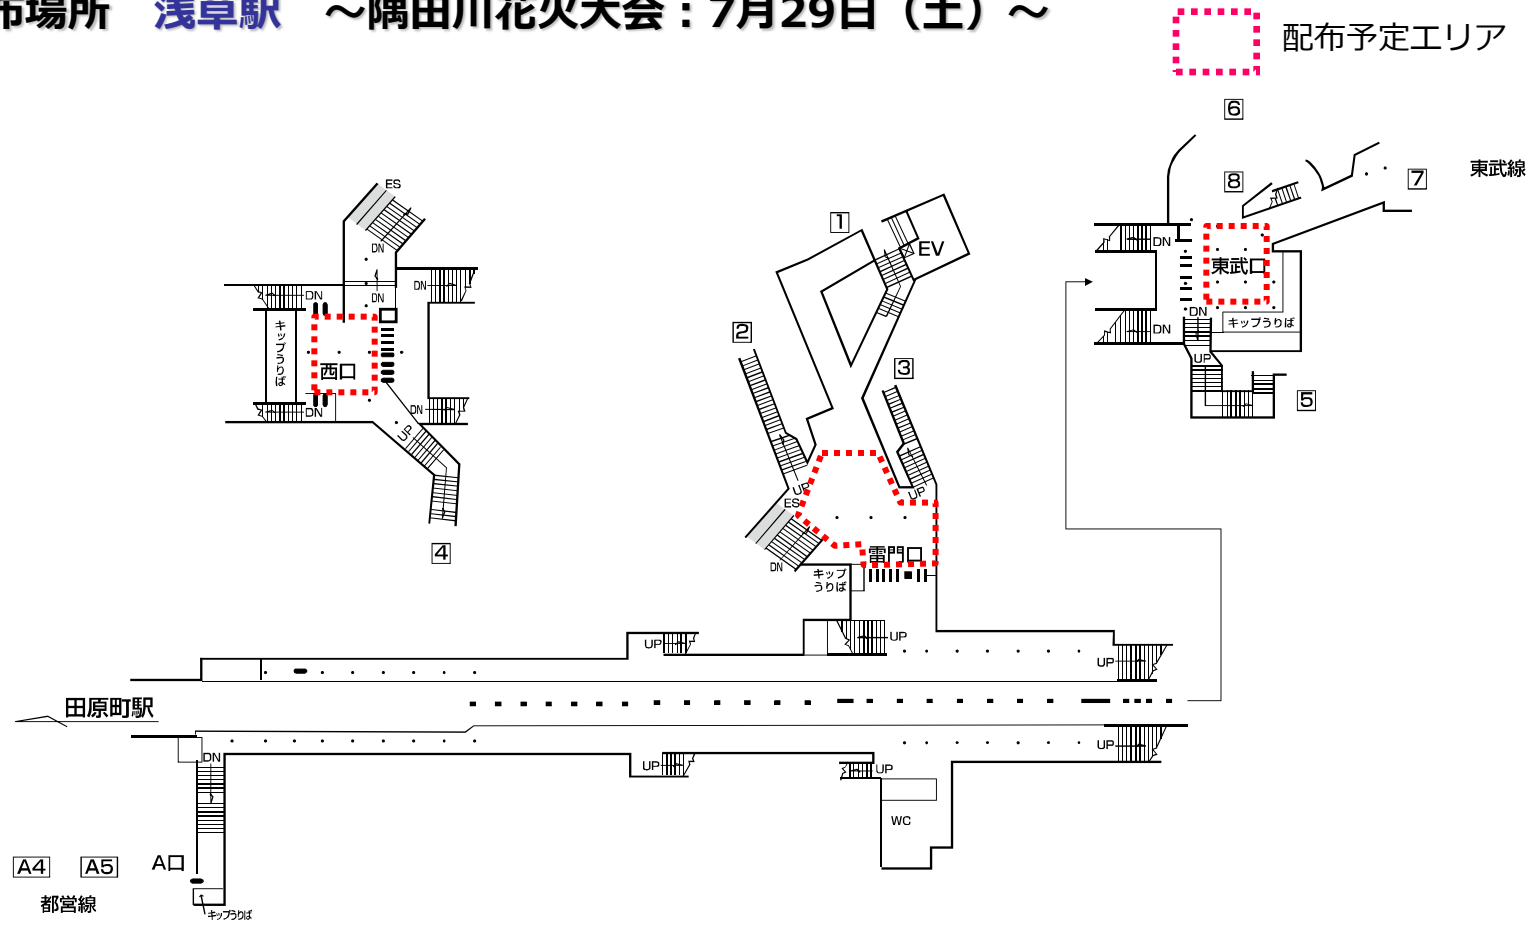 市場所 浅草駅 ～隅田川花火大会：7月29日（土）～
配布予定エリア
6
8
7
東武線
ES
DN
DN
DN
DN
キップうりば
西口
DN
DN
UP
4
1
EV
2
3
UP
UP
ES
DN
雷門口
キップ
うりば
DN
東武口
DN
DN
キップうりば
UP
5
UP
UP
UP
田原町駅
DN
UP
UP
UP
WC
A4
A5
A口
都営線
キップうりば